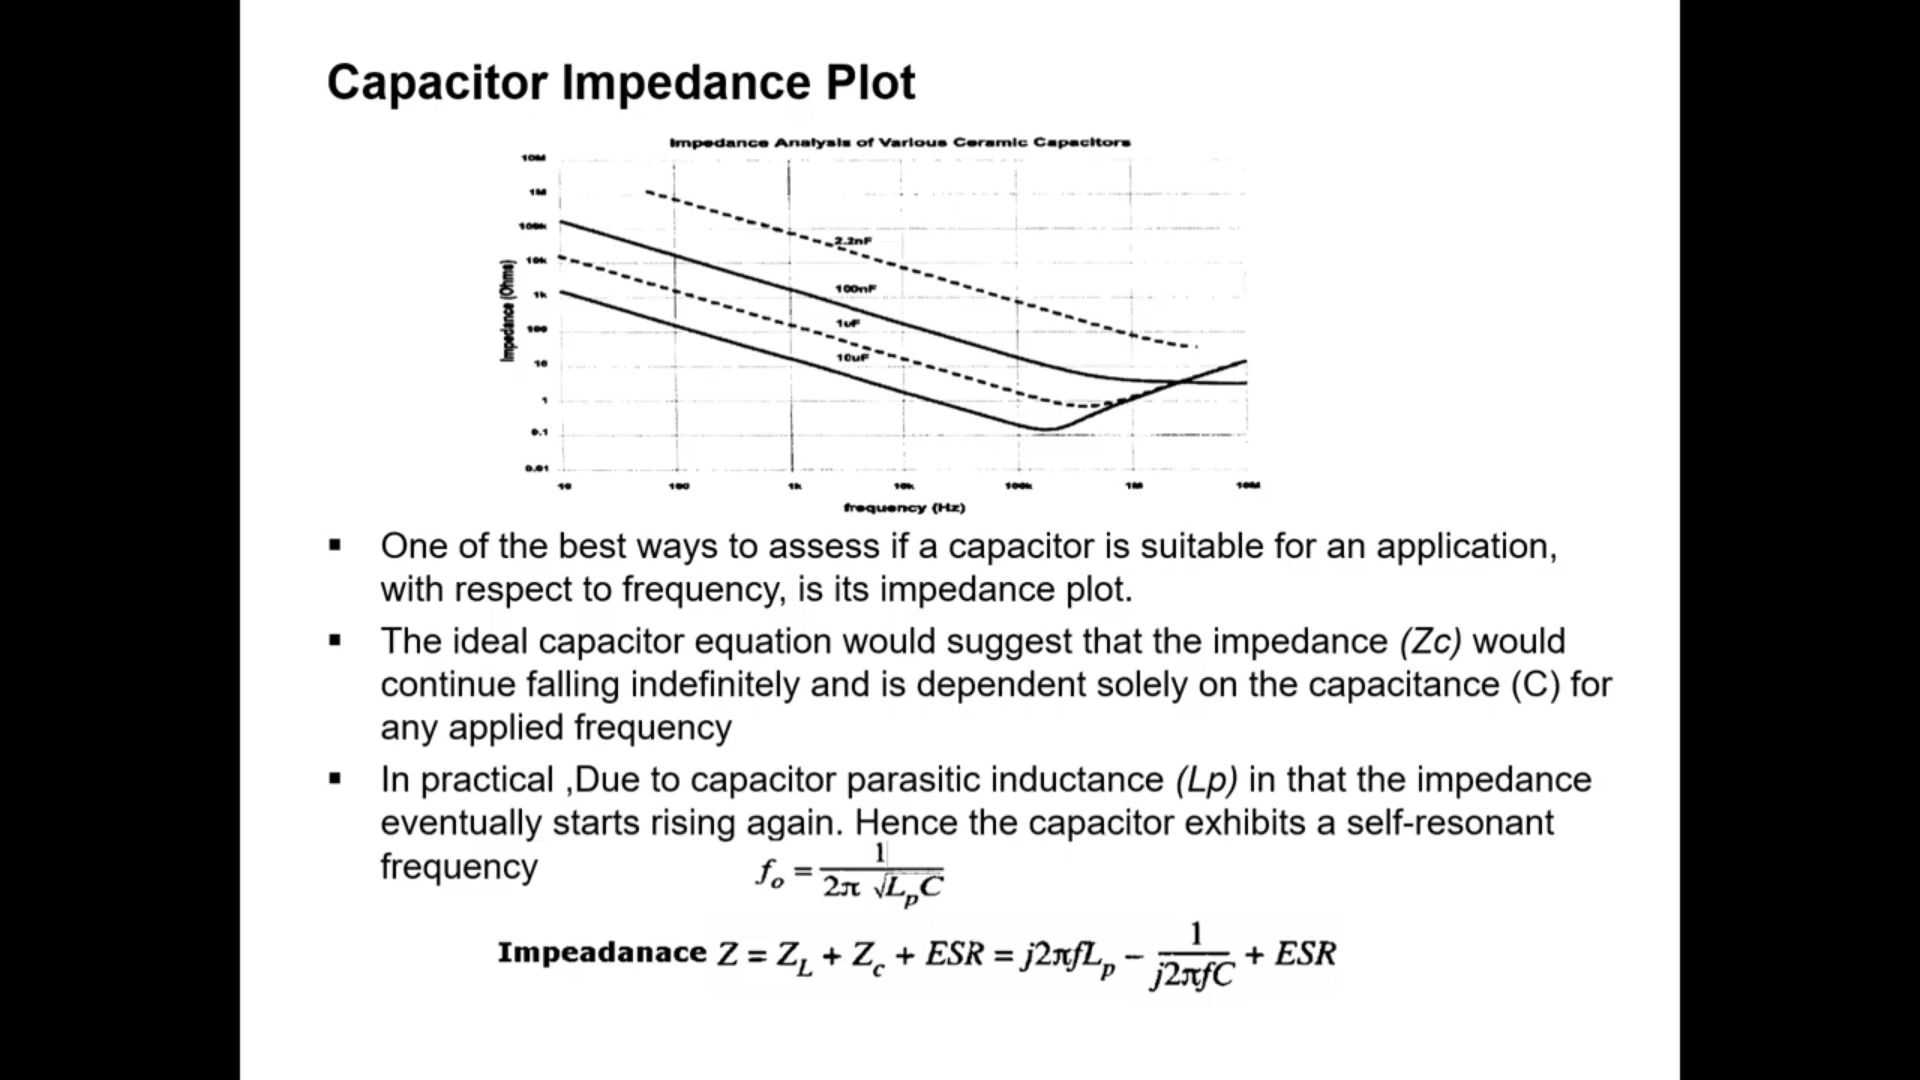 Capacitor Impedance Plot
Impedance Analysis of Various Ceramic Capacitors
10M
1M
100k
10k
1k
100
10
1
0.1
0.01
Impedance (Ohms)
2.2nF
100nF
1uF
10uF
10 100 1k 10k 100k 1M 10M
frequency (Hz)
▪ One of the best ways to assess if a capacitor is suitable for an application,
with respect to frequency, is its impedance plot.
▪ The ideal capacitor equation would suggest that the impedance (Zc) would
continue falling indefinitely and is dependent solely on the capacitance (C) for
any applied frequency
▪ In practical ,Due to capacitor parasitic inductance (Lp) in that the impedance
eventually starts rising again. Hence the capacitor exhibits a self-resonant
frequency f_o = 1 / (2π √(L_p C))
Impeadanace Z = Z_L + Z_c + ESR = j2πfL_p − 1 / (j2πfC) + ESR